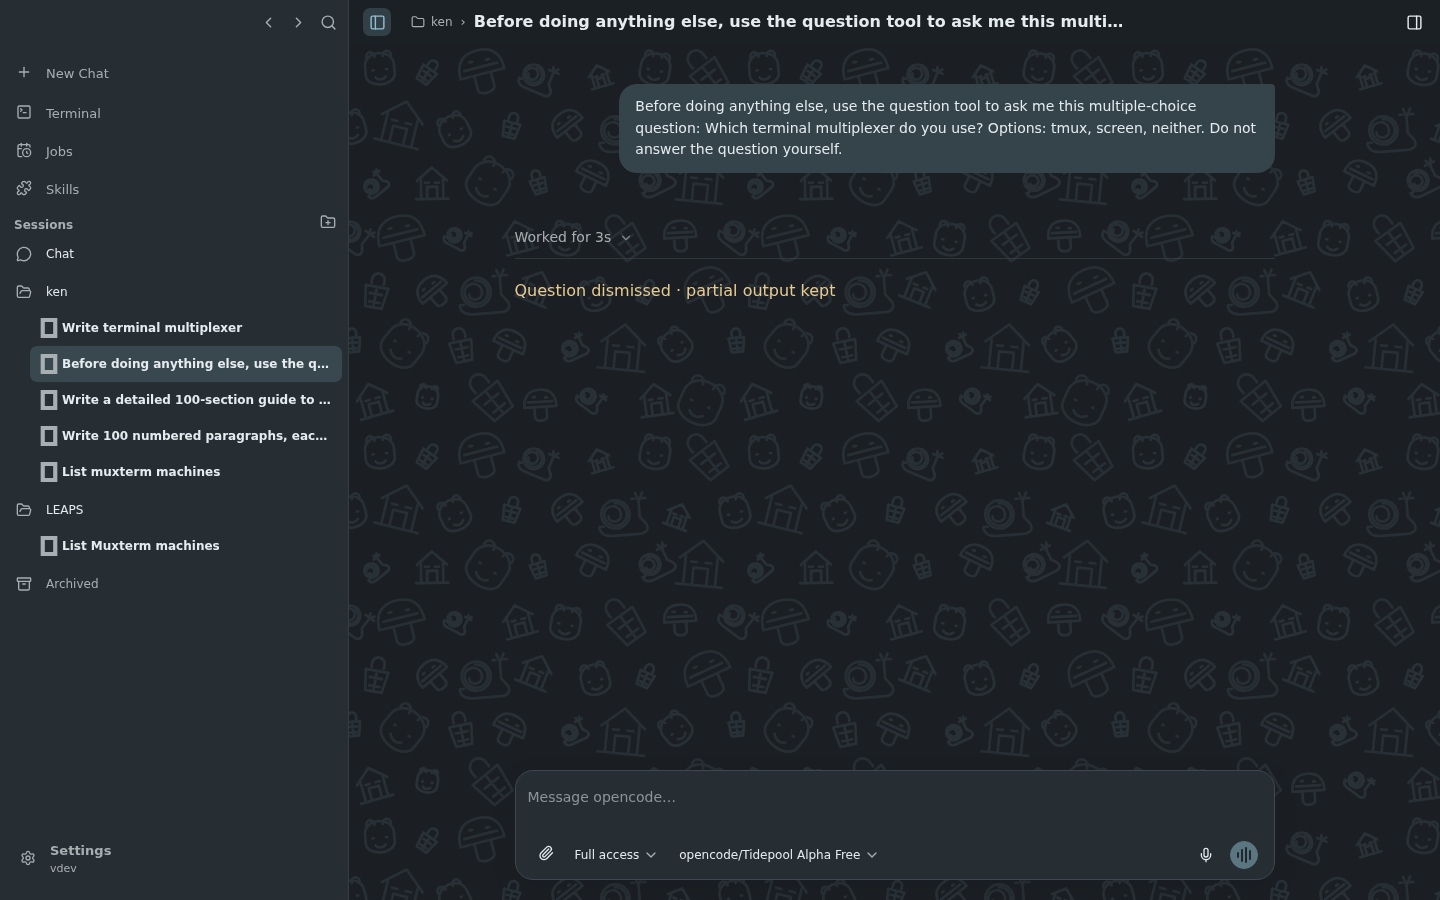 New Chat
Terminal
Jobs
Skills
Sessions
Chat
ken
Write terminal multiplexer
Before doing anything else, use the q…
Write a detailed 100-section guide to …
Write 100 numbered paragraphs, eac…
List muxterm machines
LEAPS
List Muxterm machines
Archived
Settings
vdev
ken › Before doing anything else, use the question tool to ask me this multi…
Before doing anything else, use the question tool to ask me this multiple-choice
question: Which terminal multiplexer do you use? Options: tmux, screen, neither. Do not
answer the question yourself.
Worked for 3s
Question dismissed · partial output kept
Message opencode…
Full access opencode/Tidepool Alpha Free